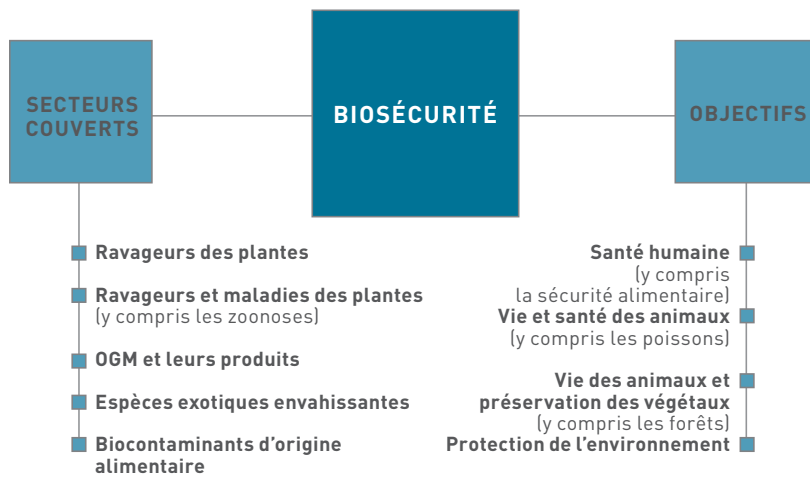 SECTEURS
COUVERTS
BIOSÉCURITÉ
OBJECTIFS
Ravageurs des plantes
Ravageurs et maladies des plantes
(y compris les zoonoses)
OGM et leurs produits
Espèces exotiques envahissantes
Biocontaminants d'origine
alimentaire
Santé humaine
(y compris
la sécurité alimentaire)
Vie et santé des animaux
(y compris les poissons)
Vie des animaux et
préservation des végétaux
(y compris les forêts)
Protection de l'environnement